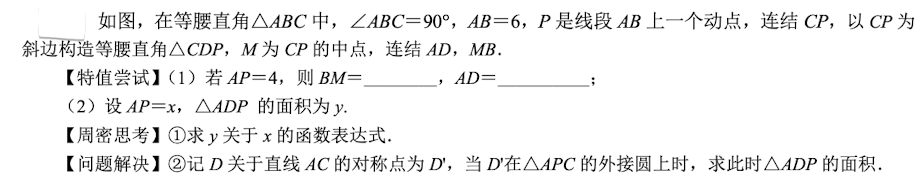 如图，在等腰直角△ABC 中，∠ABC=90°，AB=6，P 是线段 AB 上一个动点，连结 CP，以 CP 为
斜边构造等腰直角△CDP，M 为 CP 的中点，连结 AD，MB．
【特值尝试】（1）若 AP=4，则 BM=________，AD=__________；
（2）设 AP=x，△ADP 的面积为 y.
【周密思考】①求 y 关于 x 的函数表达式．
【问题解决】②记 D 关于直线 AC 的对称点为 D'，当 D'在△APC 的外接圆上时，求此时△ADP 的面积．